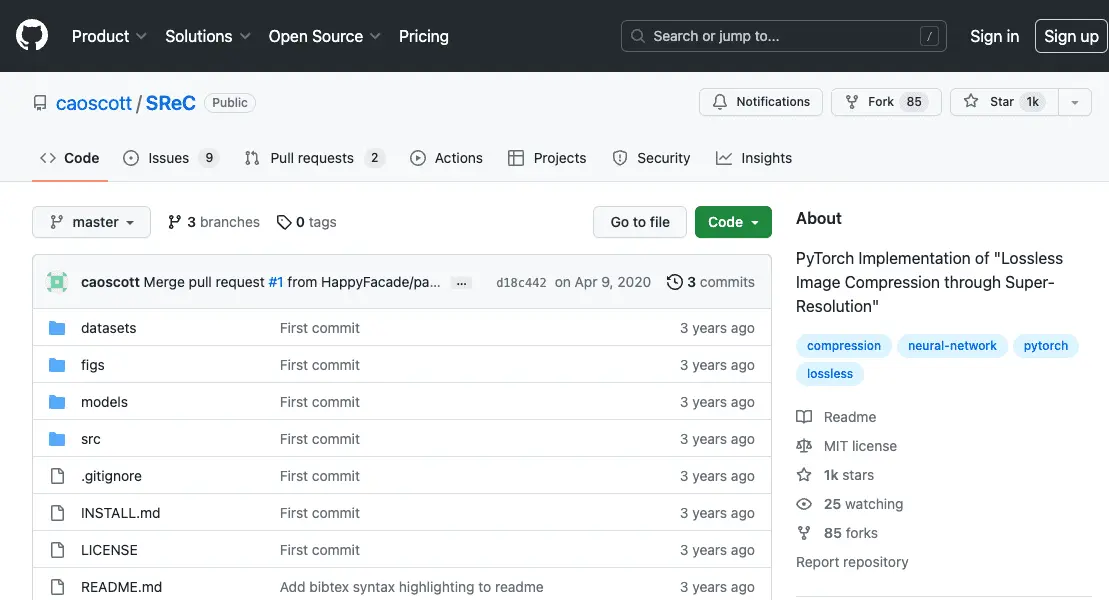 Product Solutions Open Source Pricing Search or jump to... / Sign in Sign up
caoscott / SReC Public Notifications Fork 85 Star 1k
Code Issues 9 Pull requests 2 Actions Projects Security Insights
master 3 branches 0 tags Go to file Code
caoscott Merge pull request #1 from HappyFacade/pa... ... d18c442 on Apr 9, 2020 3 commits
datasets First commit 3 years ago
figs First commit 3 years ago
models First commit 3 years ago
src First commit 3 years ago
.gitignore First commit 3 years ago
INSTALL.md First commit 3 years ago
LICENSE First commit 3 years ago
README.md Add bibtex syntax highlighting to readme 3 years ago
About
PyTorch Implementation of "Lossless
Image Compression through Super-
Resolution"
compression neural-network pytorch
lossless
Readme
MIT license
1k stars
25 watching
85 forks
Report repository